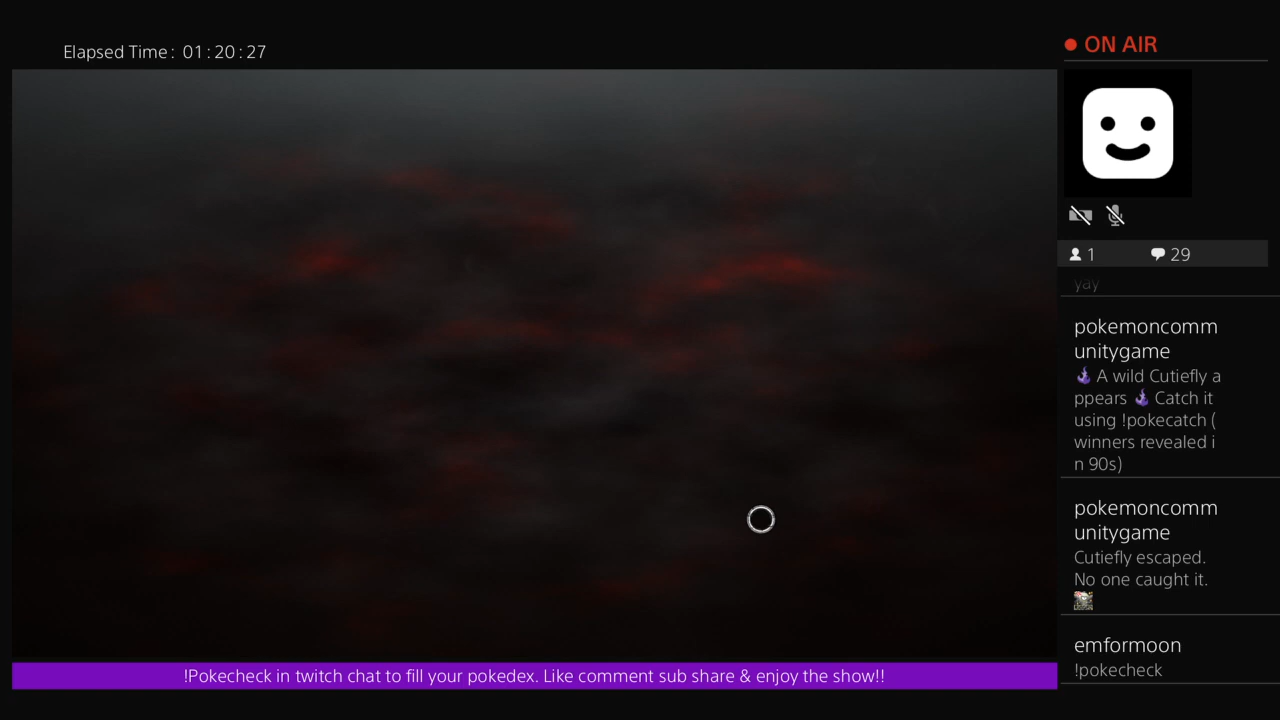 Elapsed Time: 01:20:27
ON AIR
1
29
yay
pokemoncomm
unitygame
A wild Cutiefly a
ppears Catch it
using !pokecatch (
winners revealed i
n 90s)
pokemoncomm
unitygame
Cutiefly escaped.
No one caught it.
emformoon
!pokecheck
!Pokecheck in twitch chat to fill your pokedex. Like comment sub share & enjoy the show!!